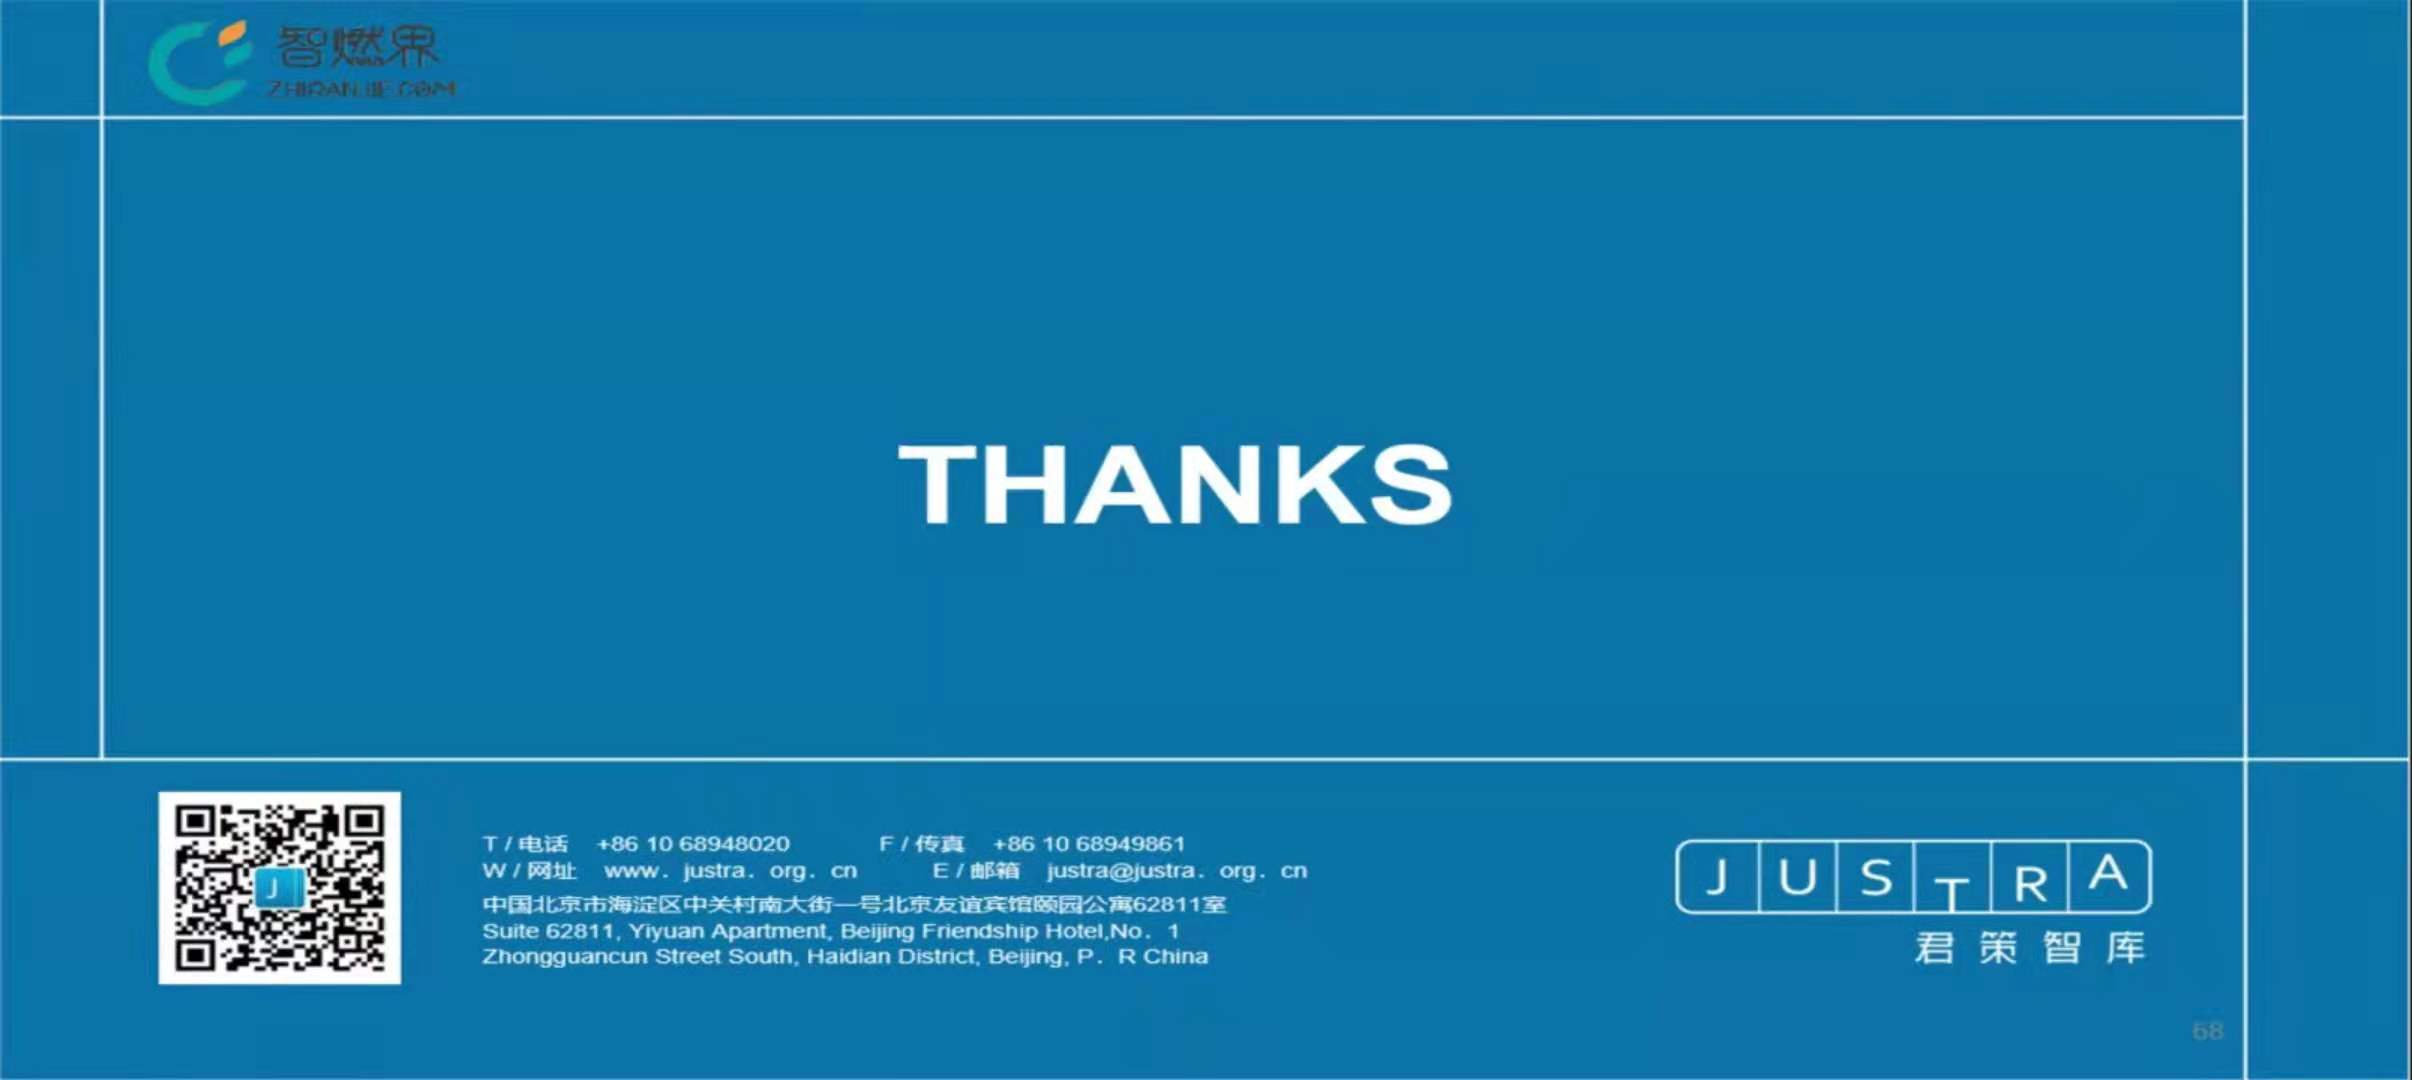 智燃界
ZHIRANJIE.COM
THANKS
T / 电话 +86 10 68948020 F / 传真 +86 10 68949861
W / 网址 www. justra. org. cn E / 邮箱 justra@justra. org. cn
中国北京市海淀区中关村南大街一号北京友谊宾馆颐园公寓62811室
Suite 62811, Yiyuan Apartment, Beijing Friendship Hotel,No. 1
Zhongguancun Street South, Haidian District, Beijing, P. R China
J
JUSTRA
君策智库